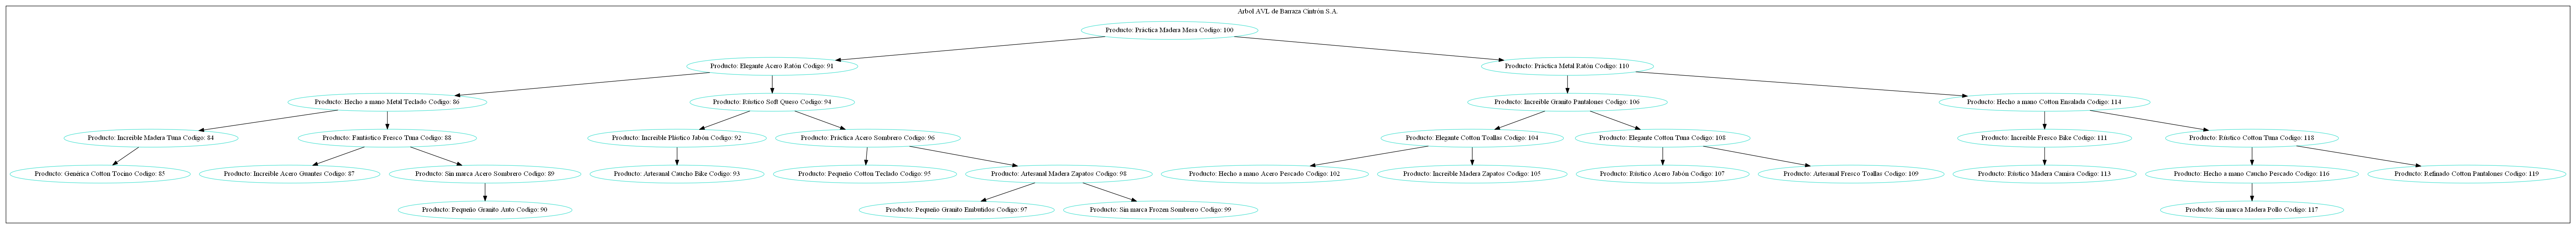 Arbol AVL de Barraza Cintrón S.A.
Producto: Práctica Madera Mesa Codigo: 100
Producto: Elegante Acero Ratón Codigo: 91
Producto: Práctica Metal Ratón Codigo: 110
Producto: Hecho a mano Metal Teclado Codigo: 86
Producto: Rústico Soft Queso Codigo: 94
Producto: Increible Granito Pantalones Codigo: 106
Producto: Hecho a mano Cotton Ensalada Codigo: 114
Producto: Increible Madera Tuna Codigo: 84
Producto: Fantástico Fresco Tuna Codigo: 88
Producto: Increible Plástico Jabón Codigo: 92
Producto: Práctica Acero Sombrero Codigo: 96
Producto: Elegante Cotton Toallas Codigo: 104
Producto: Elegante Cotton Tuna Codigo: 108
Producto: Increible Fresco Bike Codigo: 111
Producto: Rústico Cotton Tuna Codigo: 118
Producto: Genérica Cotton Tocino Codigo: 85
Producto: Increible Acero Guantes Codigo: 87
Producto: Sin marca Acero Sombrero Codigo: 89
Producto: Artesanal Caucho Bike Codigo: 93
Producto: Pequeño Cotton Teclado Codigo: 95
Producto: Artesanal Madera Zapatos Codigo: 98
Producto: Hecho a mano Acero Pescado Codigo: 102
Producto: Increible Madera Zapatos Codigo: 105
Producto: Rústico Acero Jabón Codigo: 107
Producto: Artesanal Fresco Toallas Codigo: 109
Producto: Rústico Madera Camisa Codigo: 113
Producto: Hecho a mano Caucho Pescado Codigo: 116
Producto: Refinado Cotton Pantalones Codigo: 119
Producto: Pequeño Granito Auto Codigo: 90
Producto: Pequeño Granito Embutidos Codigo: 97
Producto: Sin marca Frozen Sombrero Codigo: 99
Producto: Sin marca Madera Pollo Codigo: 117